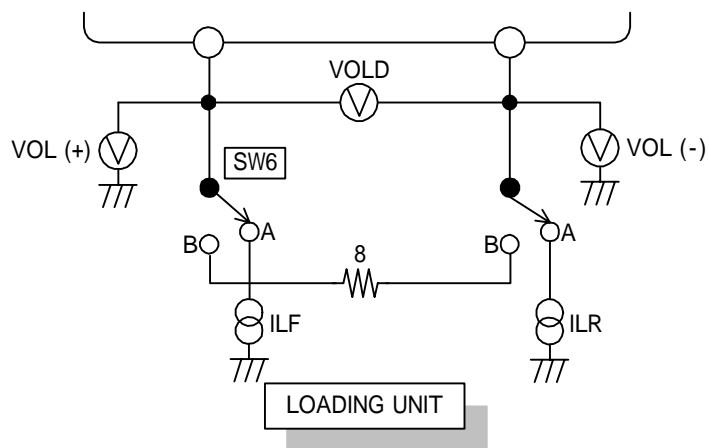 VOLD
VOL (+) V V V VOL (-)
SW6
A A
B B
8
ILF ILR
LOADING UNIT